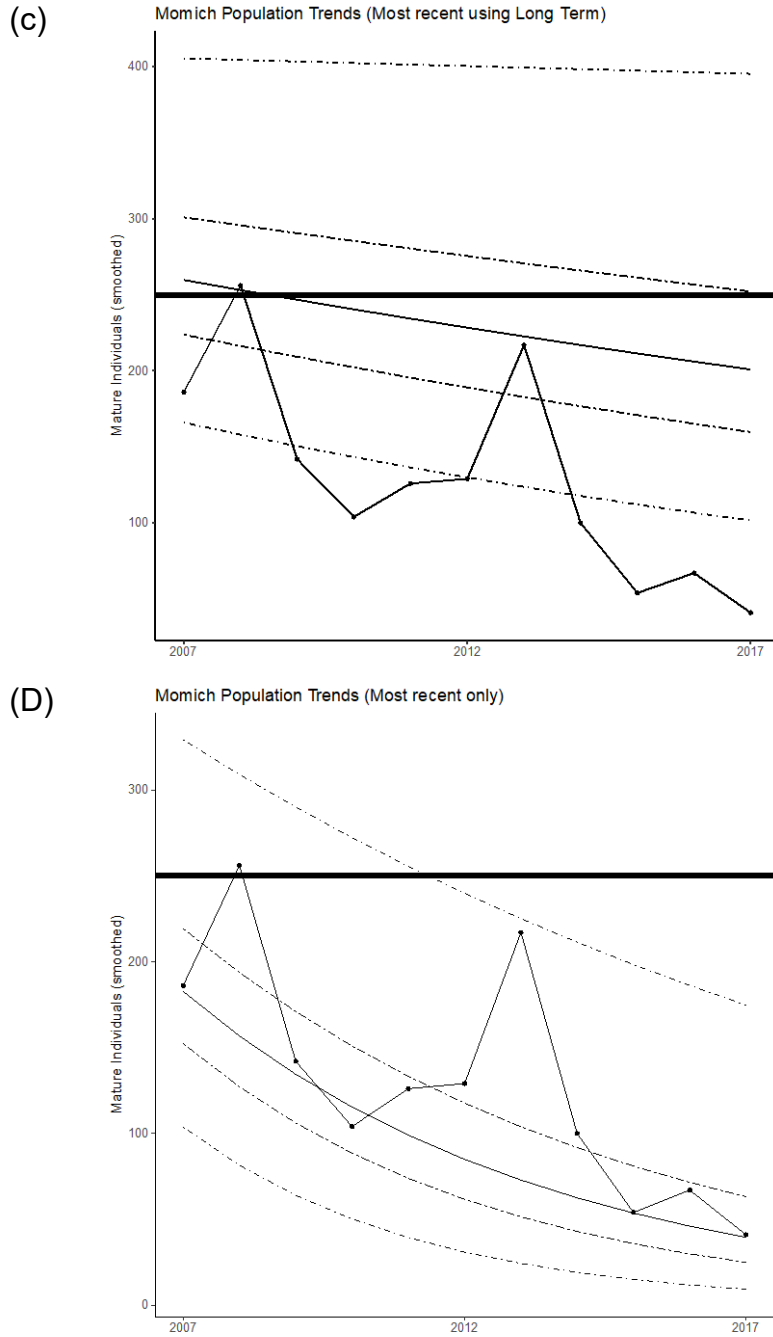 (c)
Momich Population Trends (Most recent using Long Term)
400
300
200
100
Mature Individuals (smoothed)
2007
2012
2017
(D)
Momich Population Trends (Most recent only)
300
200
100
0
Mature Individuals (smoothed)
2007
2012
2017